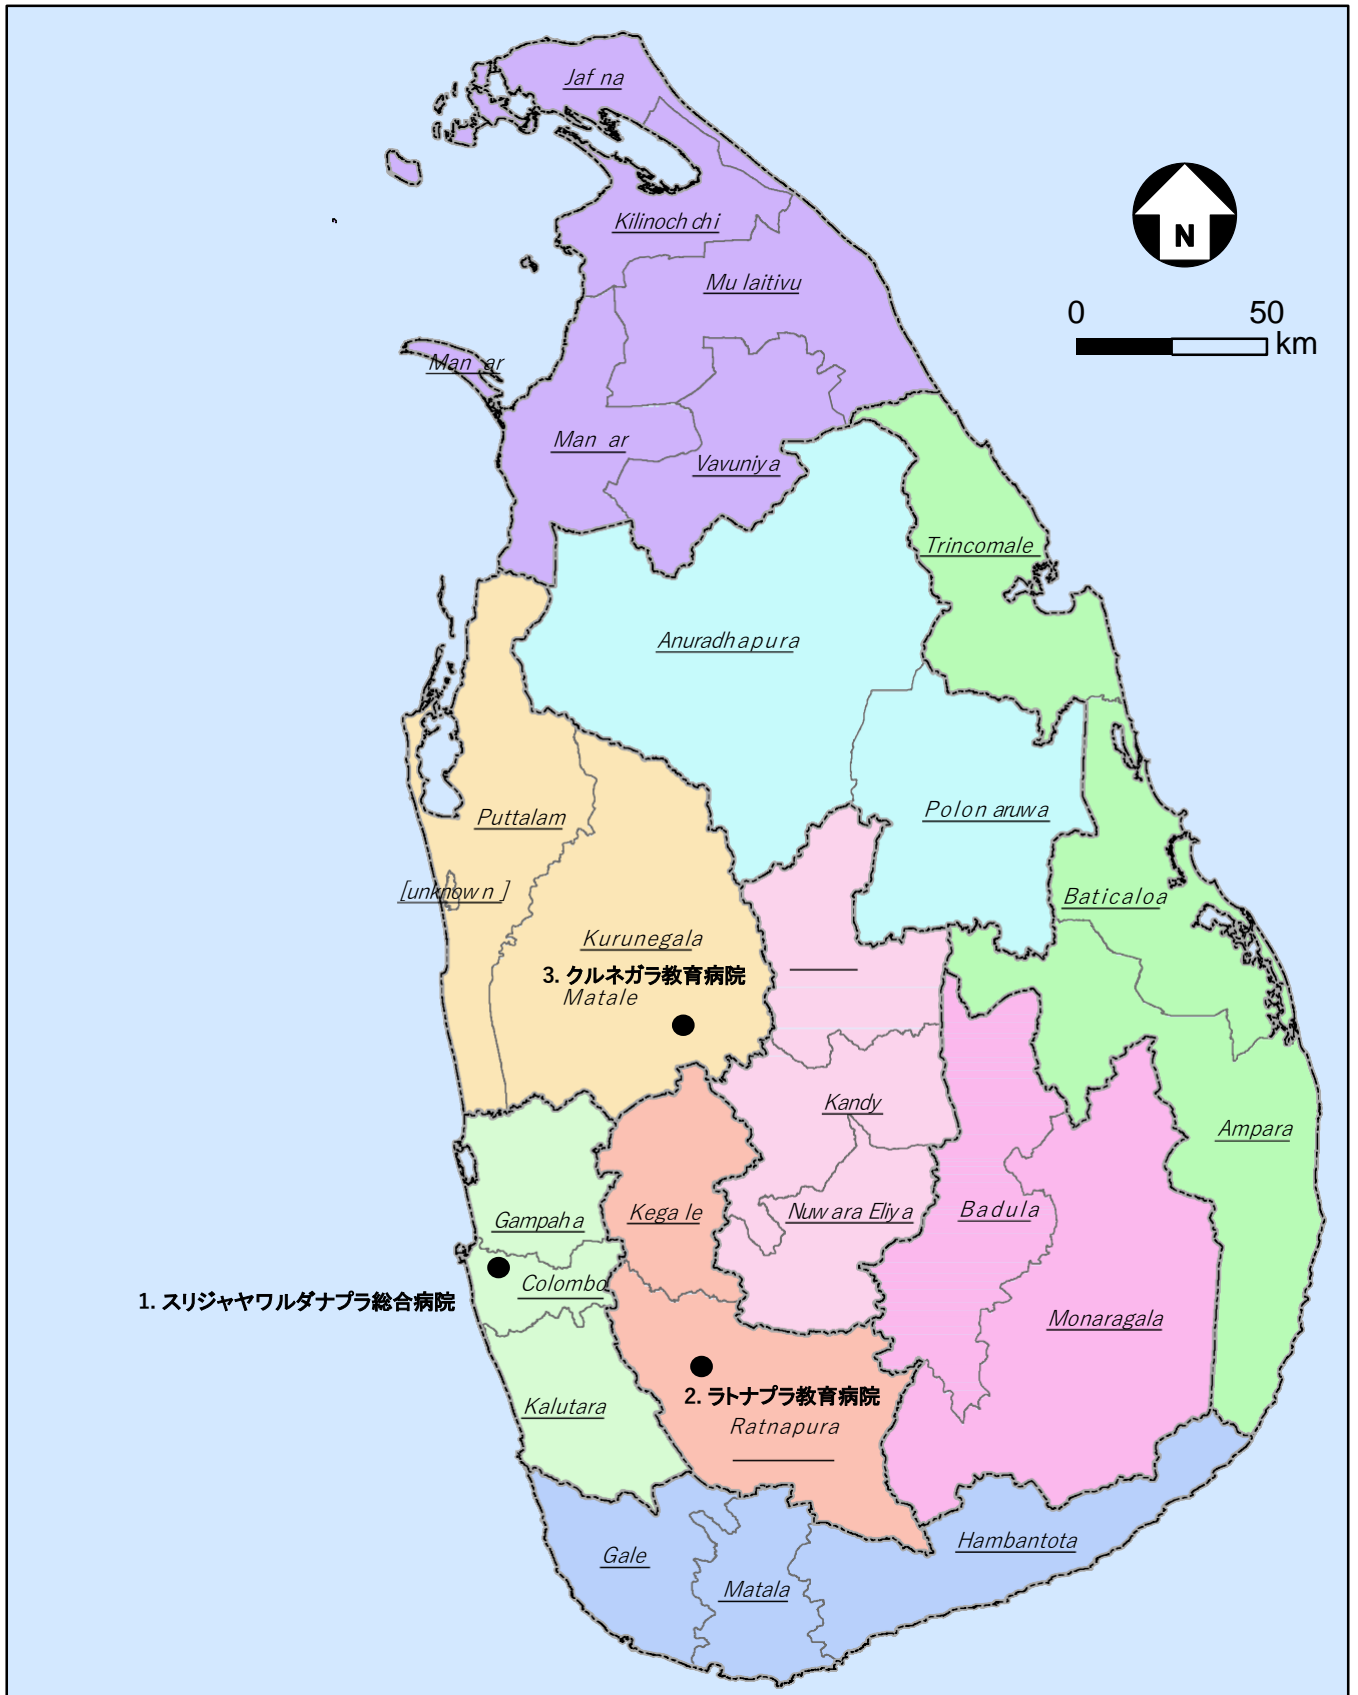 Jaf na
Kilinoch chi
N
Mu laitivu
0 50
km
Man ar
Man ar
Vavuniya
Trincomale
Anuradhapura
Puttalam
Polon aruwa
[unknow n ]
Baticaloa
Kurunegala
3. クルネガラ教育病院
Matale
Kandy
Ampara
Gampaha
Kega le
Nuw ara Eliya
Badula
Colombo
1. スリジャヤワルダナプラ総合病院
Monaragala
Kalutara
2. ラトナプラ教育病院
Ratnapura
Gale
Hambantota
Matala